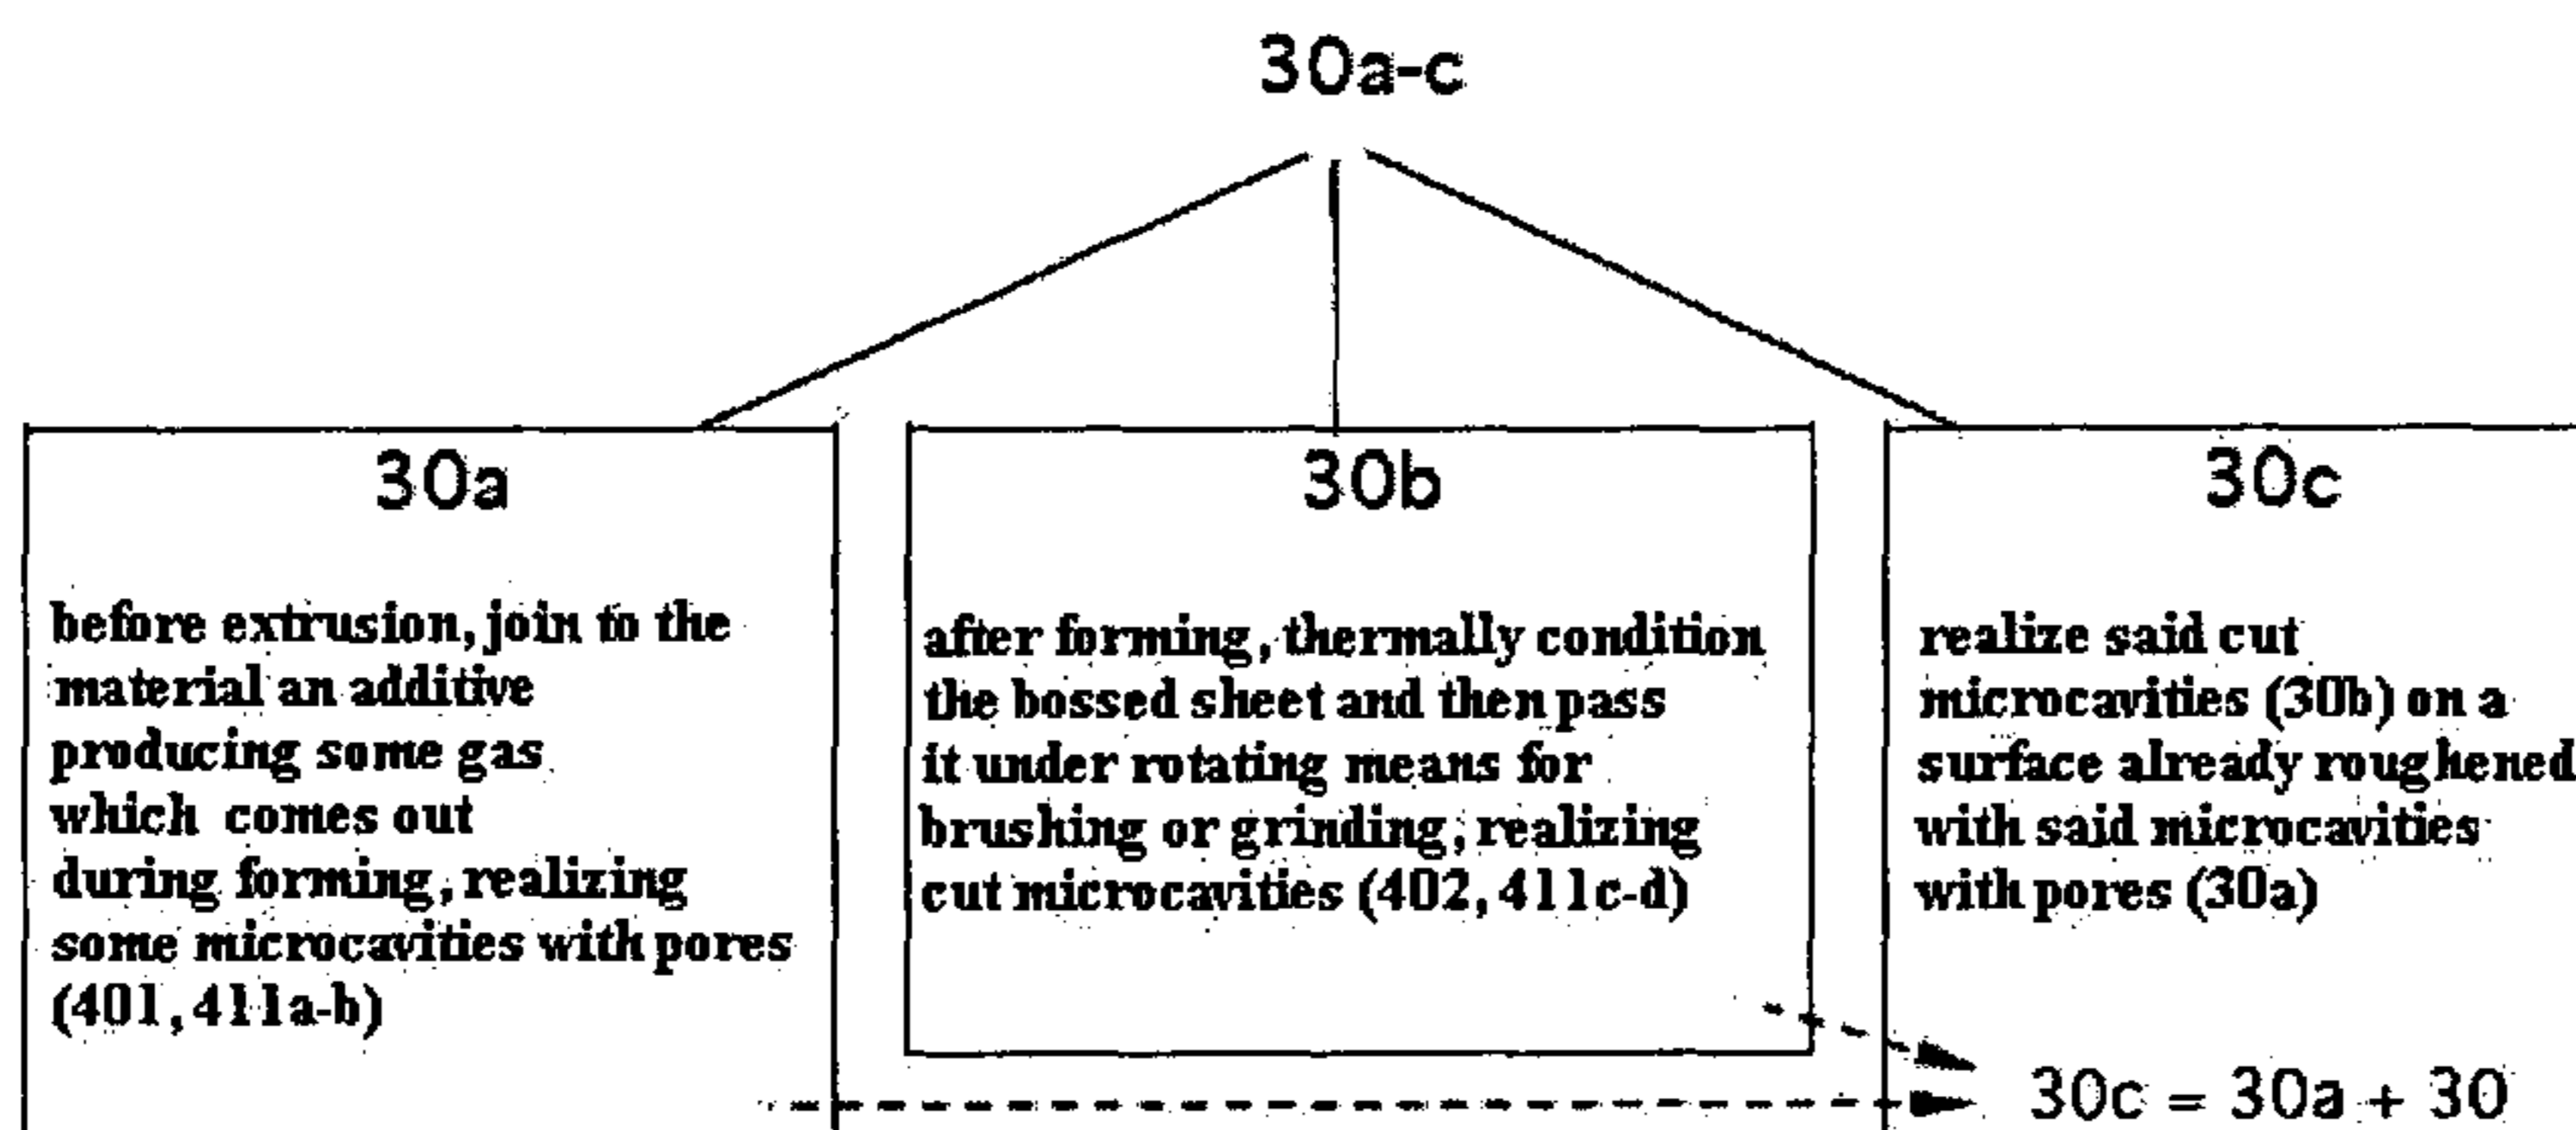 30a-c
30a
before extrusion, join to the
material an additive
producing some gas
which comes out
during forming, realizing
some microcavities with pores
(401, 411a-b)
30b
after forming, thermally condition
the bossed sheet and then pass
it under rotating means for
brushing or grinding, realizing
cut microcavities (402, 411c-d)
30c
realize said cut
microcavities (30b) on a
surface already roughened
with said microcavities
with pores (30a)
30c = 30a + 30